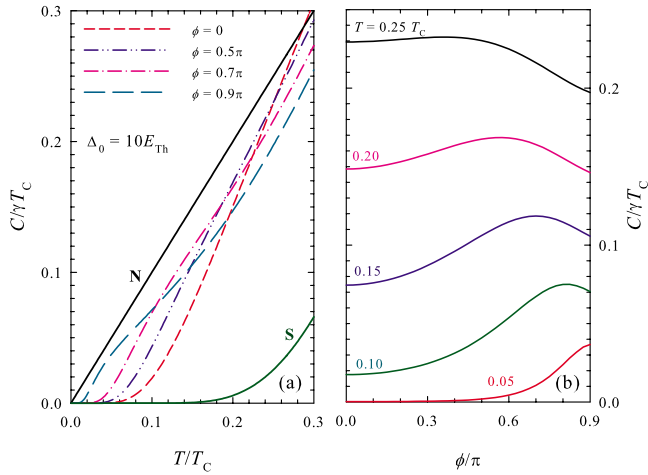 0.3
0.2
0.1
0.0
C/γT_C
ϕ = 0
ϕ = 0.5π
ϕ = 0.7π
ϕ = 0.9π
Δ_0 = 10E_Th
N
S
(a)
0.0 0.1 0.2 0.3
T/T_C
T = 0.25 T_C
0.20
0.15
0.10
0.05
(b)
0.0 0.3 0.6 0.9
ϕ/π
0.2
0.1
0.0
C/γT_C